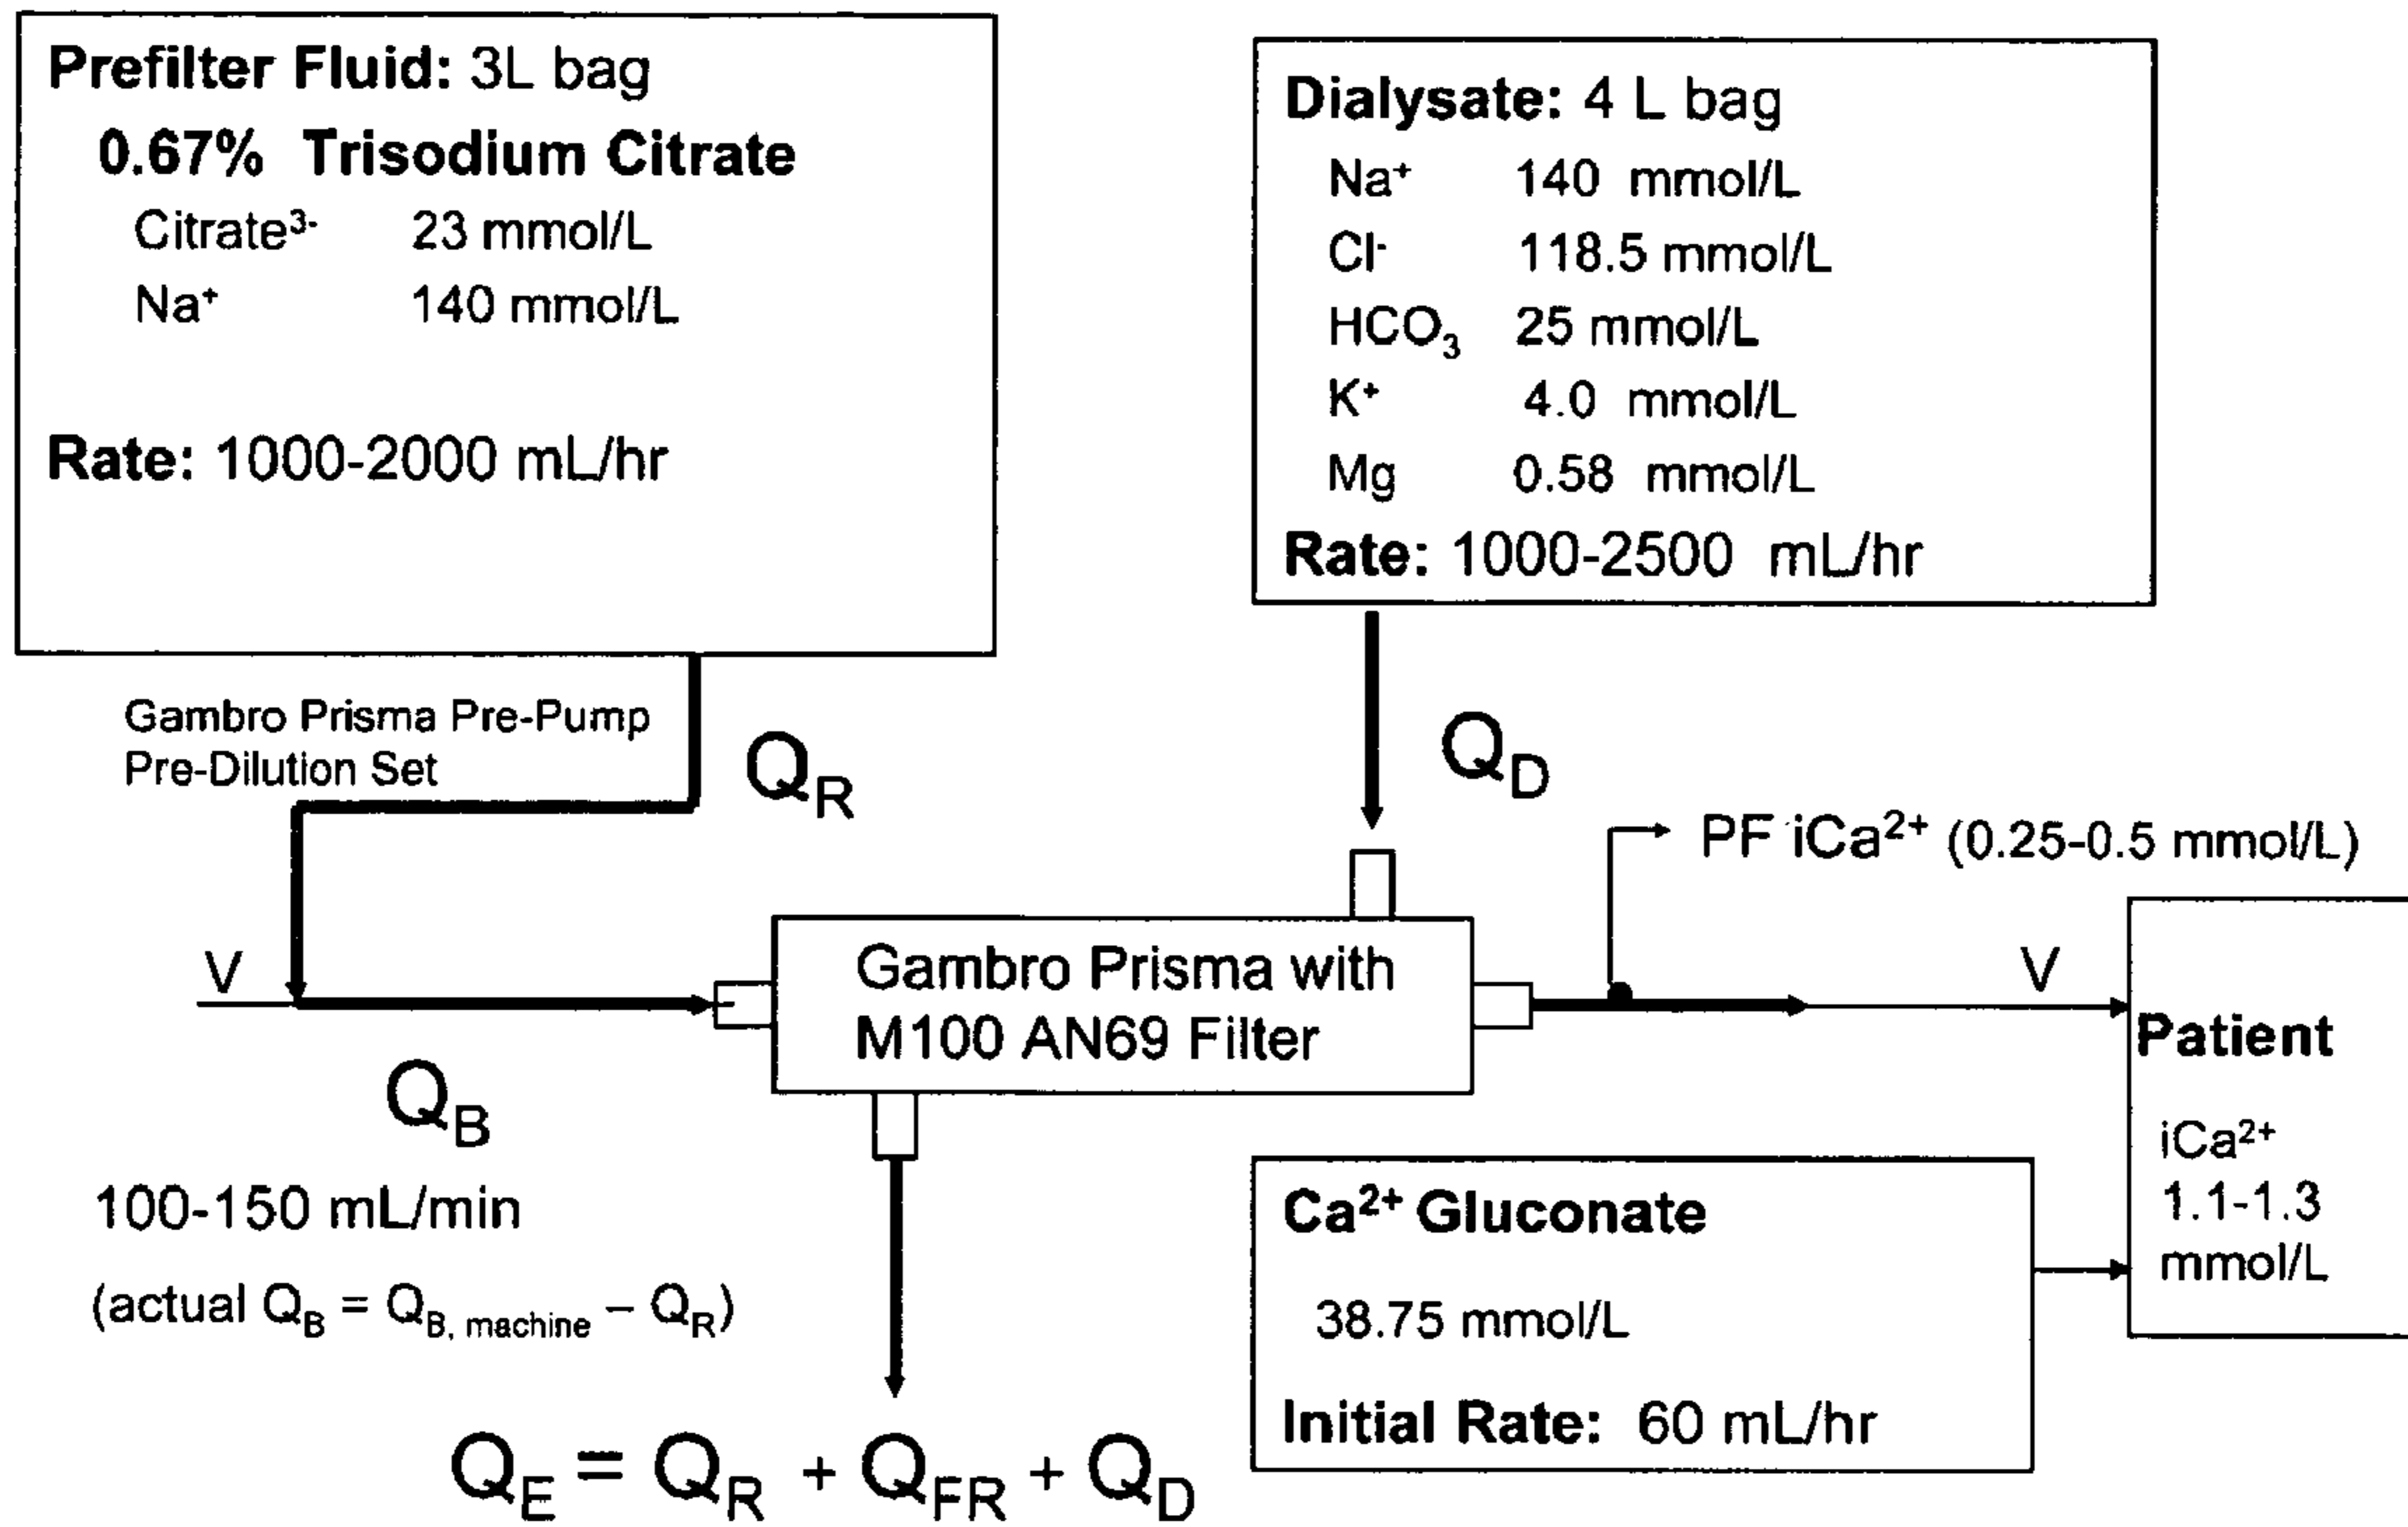 Prefilter Fluid: 3L bag
0.67% Trisodium Citrate
Citrate³⁻ 23 mmol/L
Na⁺ 140 mmol/L
Rate: 1000-2000 mL/hr
Dialysate: 4 L bag
Na⁺ 140 mmol/L
Cl⁻ 118.5 mmol/L
HCO₃ 25 mmol/L
K⁺ 4.0 mmol/L
Mg 0.58 mmol/L
Rate: 1000-2500 mL/hr
Gambro Prisma Pre-Pump
Pre-Dilution Set
Q_R
Q_D
PF iCa²⁺ (0.25-0.5 mmol/L)
V
Gambro Prisma with
M100 AN69 Filter
V
Patient
iCa²⁺
1.1-1.3
mmol/L
Q_B
100-150 mL/min
(actual Q_B = Q_B, machine – Q_R)
Ca²⁺ Gluconate
38.75 mmol/L
Initial Rate: 60 mL/hr
Q_E = Q_R + Q_FR + Q_D